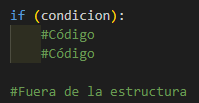 if (condicion):
    #Código
    #Código

#Fuera de la estructura